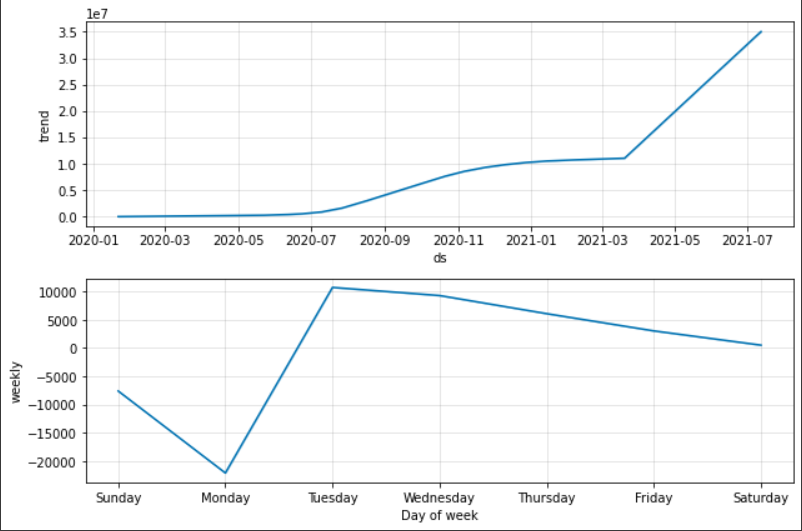 1e7
3.5
3.0
2.5
2.0
1.5
1.0
0.5
0.0
trend
2020-01 2020-03 2020-05 2020-07 2020-09 2020-11 2021-01 2021-03 2021-05 2021-07
ds
10000
5000
0
−5000
−10000
−15000
−20000
weekly
Sunday Monday Tuesday Wednesday Thursday Friday Saturday
Day of week